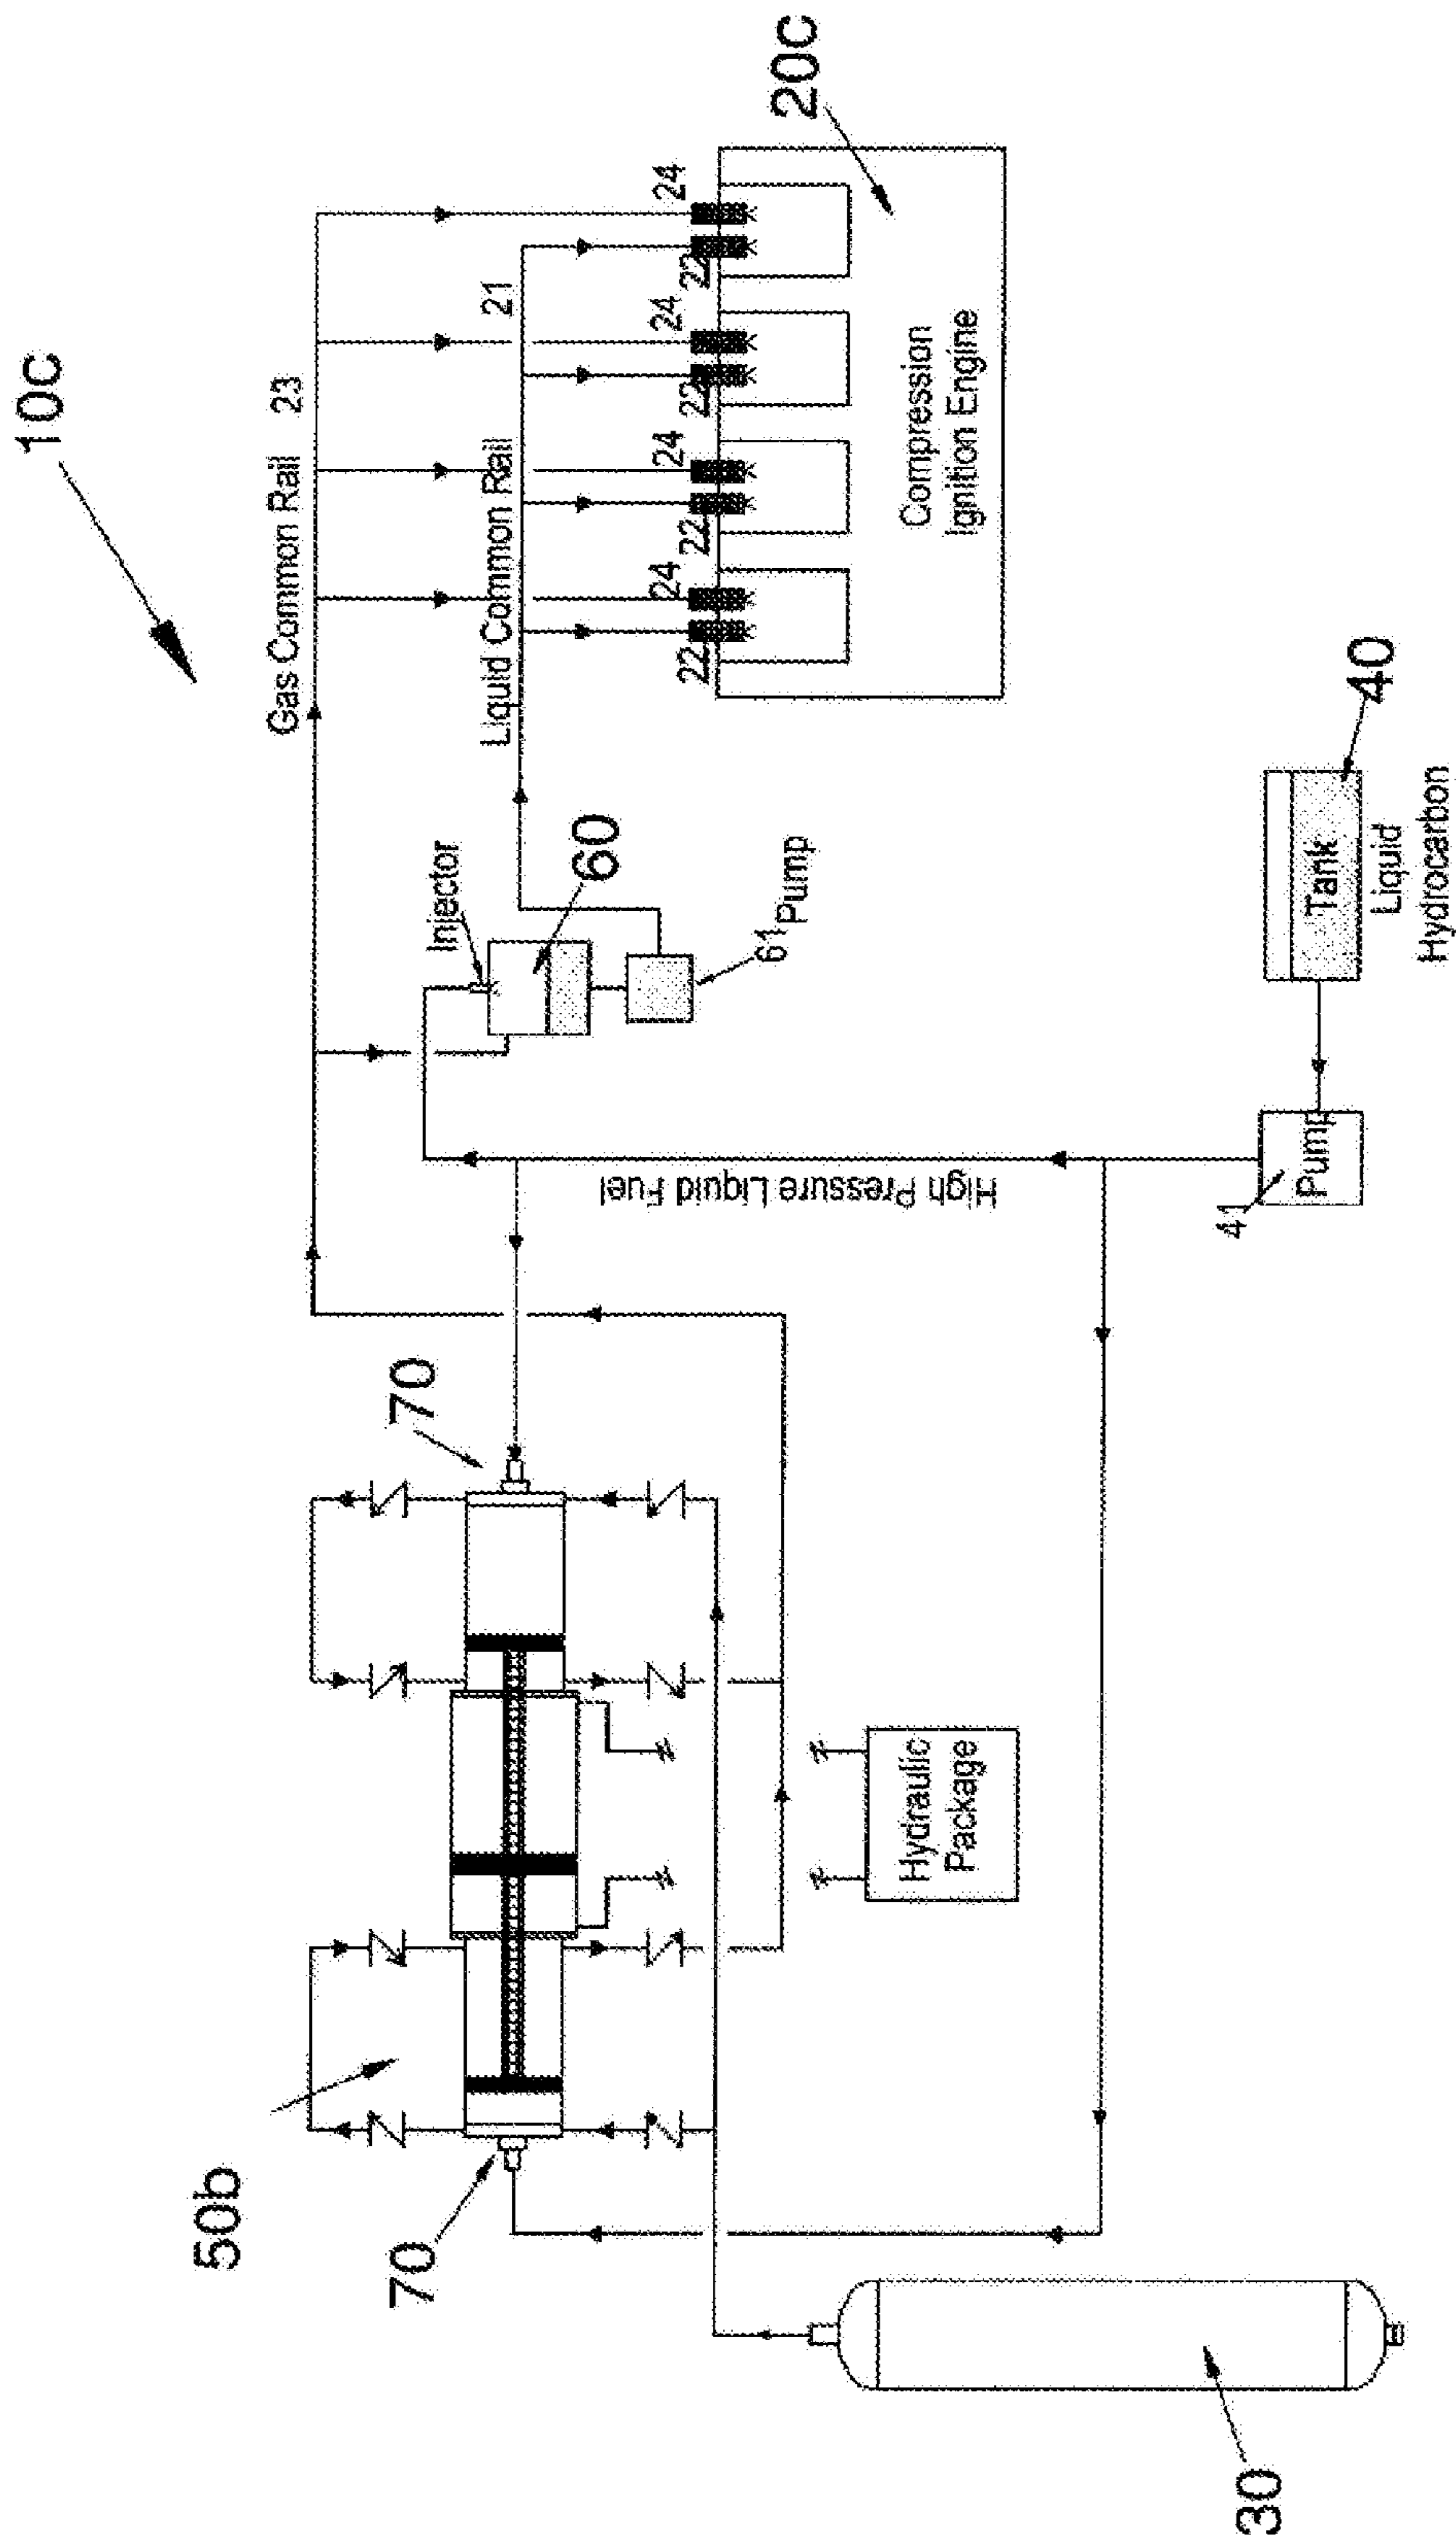 10c
Gas Common Rail 23
Liquid Common Rail 21
24
24
24
24
22
22
22
22
20c
Compression
Ignition Engine
Injector
60
61 Pump
High Pressure Liquid Fuel
41
Pump
Tank
40
Liquid
Hydrocarbon
70
50b
70
Hydraulic
Package
30